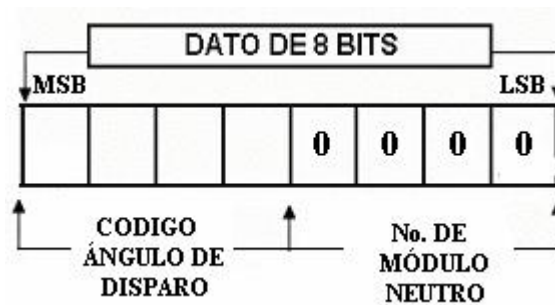 DATO DE 8 BITS
MSB LSB
0 0 0 0
CODIGO
ÁNGULO DE
DISPARO
No. DE
MÓDULO
NEUTRO